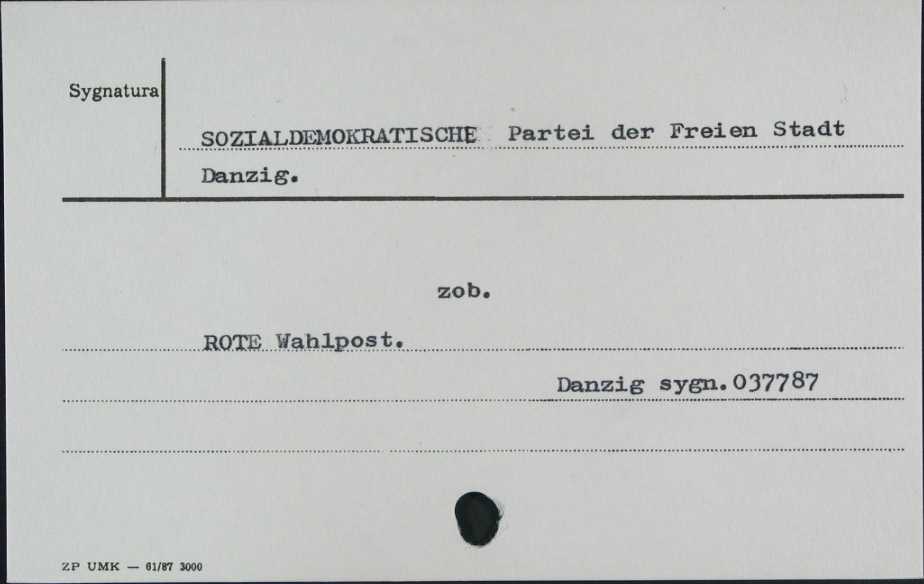 Sygnatura
SOZIALDEMOKRATISCHE Partei der Freien Stadt
Danzig.
zob.
ROTE Wahlpost.
Danzig sygn.037787
ZP UMK — 61/87 3000